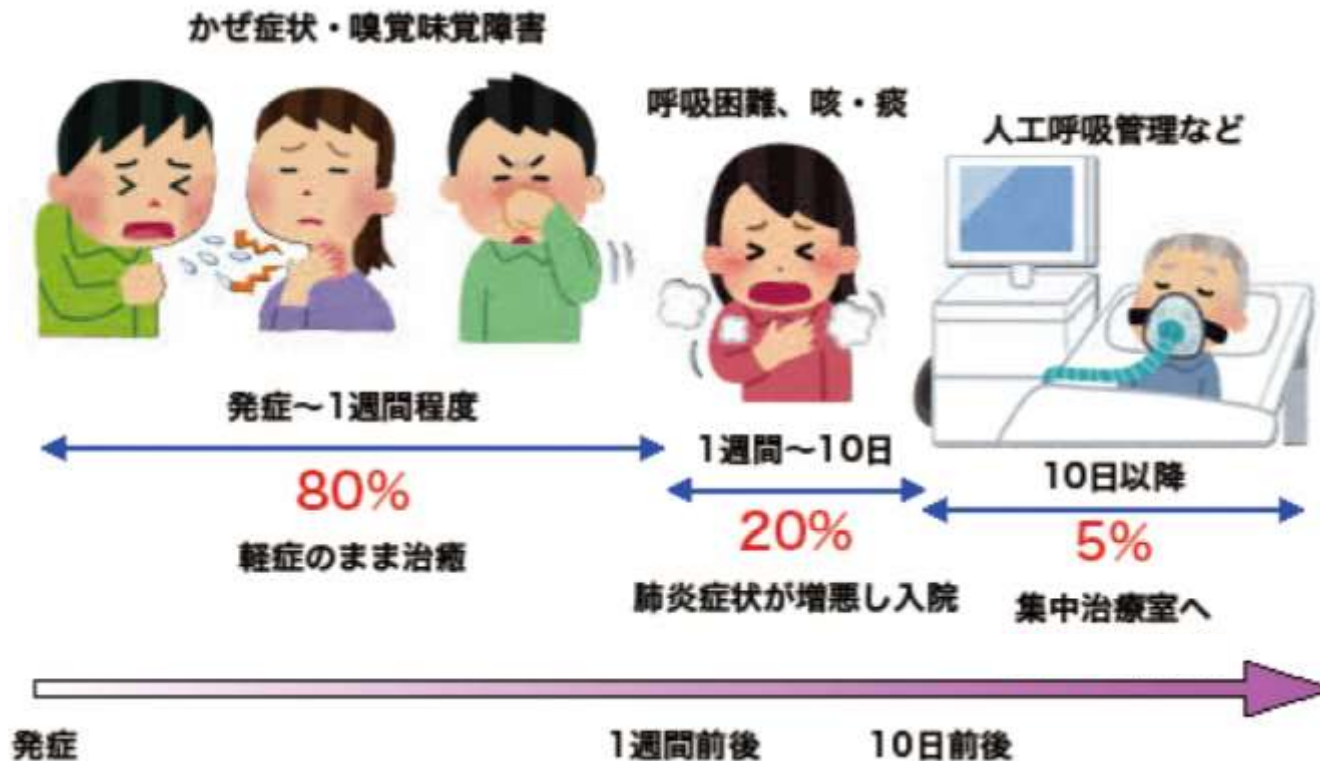 かぜ症状・嗅覚味覚障害
呼吸困難、咳・痰
人工呼吸管理など
発症～1週間程度
80%
軽症のまま治癒
1週間～10日
20%
肺炎症状が増悪し入院
10日以降
5%
集中治療室へ
発症
1週間前後
10日前後